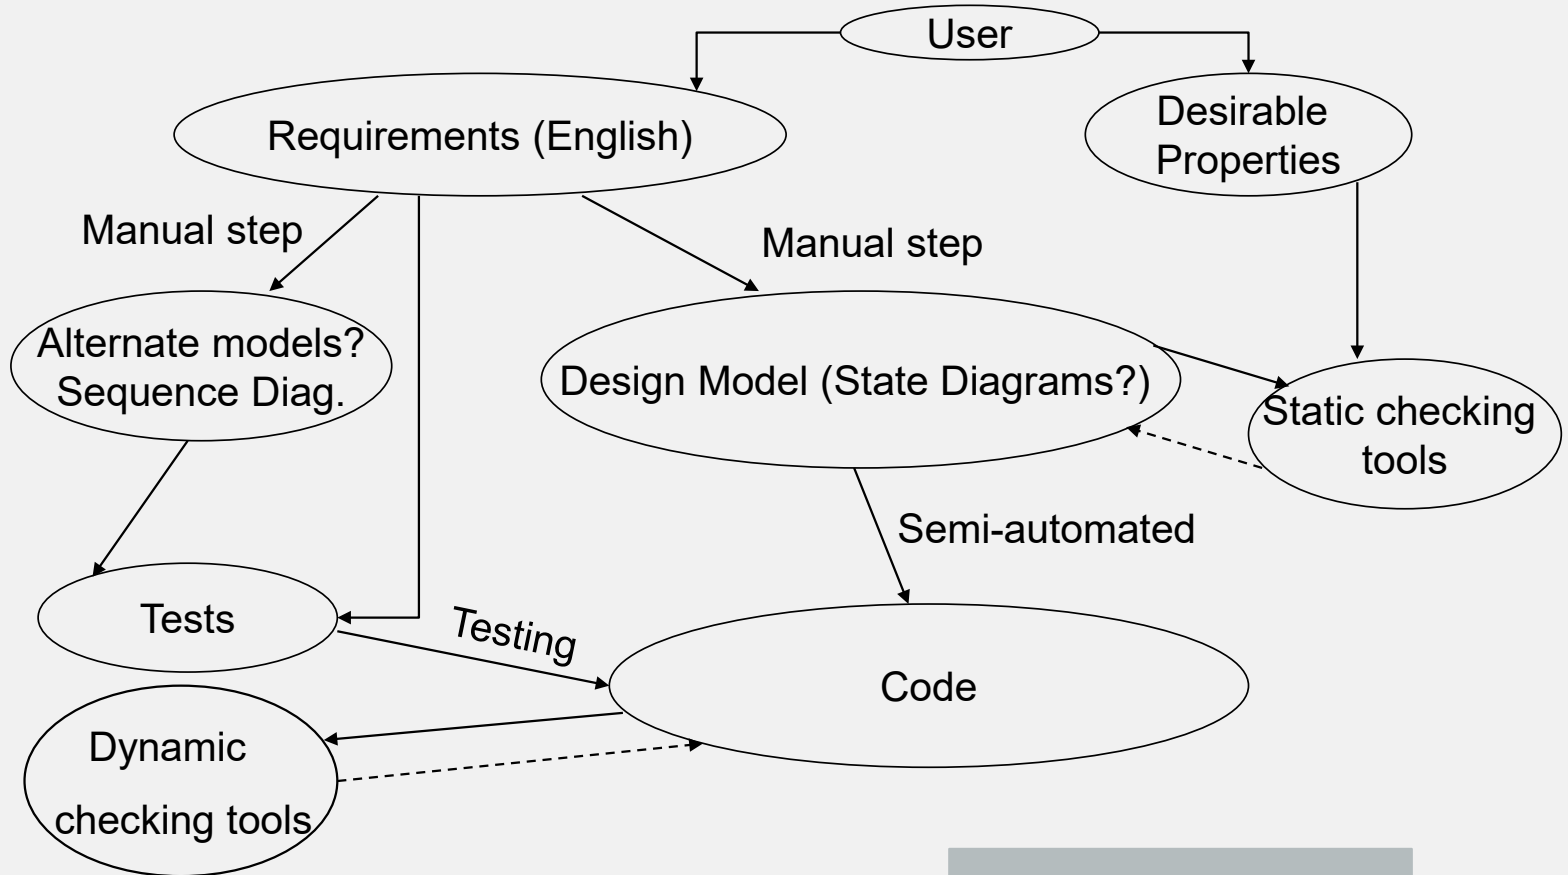 User
Requirements (English)
Desirable
Properties
Manual step
Manual step
Alternate models?
Sequence Diag.
Design Model (State Diagrams?)
Static checking
tools
Semi-automated
Tests
Testing
Code
Dynamic
checking tools